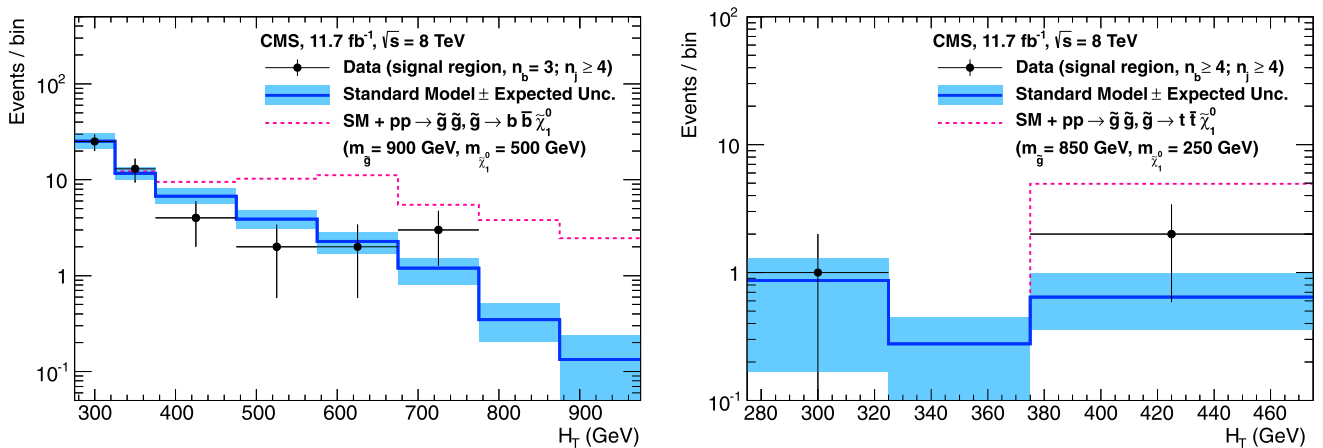 Events / bin
CMS, 11.7 fb⁻¹, √s = 8 TeV
Data (signal region, n_b = 3; n_j ≥ 4)
Standard Model ± Expected Unc.
SM + pp → g̃ g̃, g̃ → b b̄ χ̃₁⁰
(m_g̃ = 900 GeV, m_χ̃₁⁰ = 500 GeV)
10²
10
1
10⁻¹
300 400 500 600 700 800 900
H_T (GeV)
Events / bin
CMS, 11.7 fb⁻¹, √s = 8 TeV
Data (signal region, n_b ≥ 4; n_j ≥ 4)
Standard Model ± Expected Unc.
SM + pp → g̃ g̃, g̃ → t t̄ χ̃₁⁰
(m_g̃ = 850 GeV, m_χ̃₁⁰ = 250 GeV)
10²
10
1
10⁻¹
280 300 320 340 360 380 400 420 440 460
H_T (GeV)